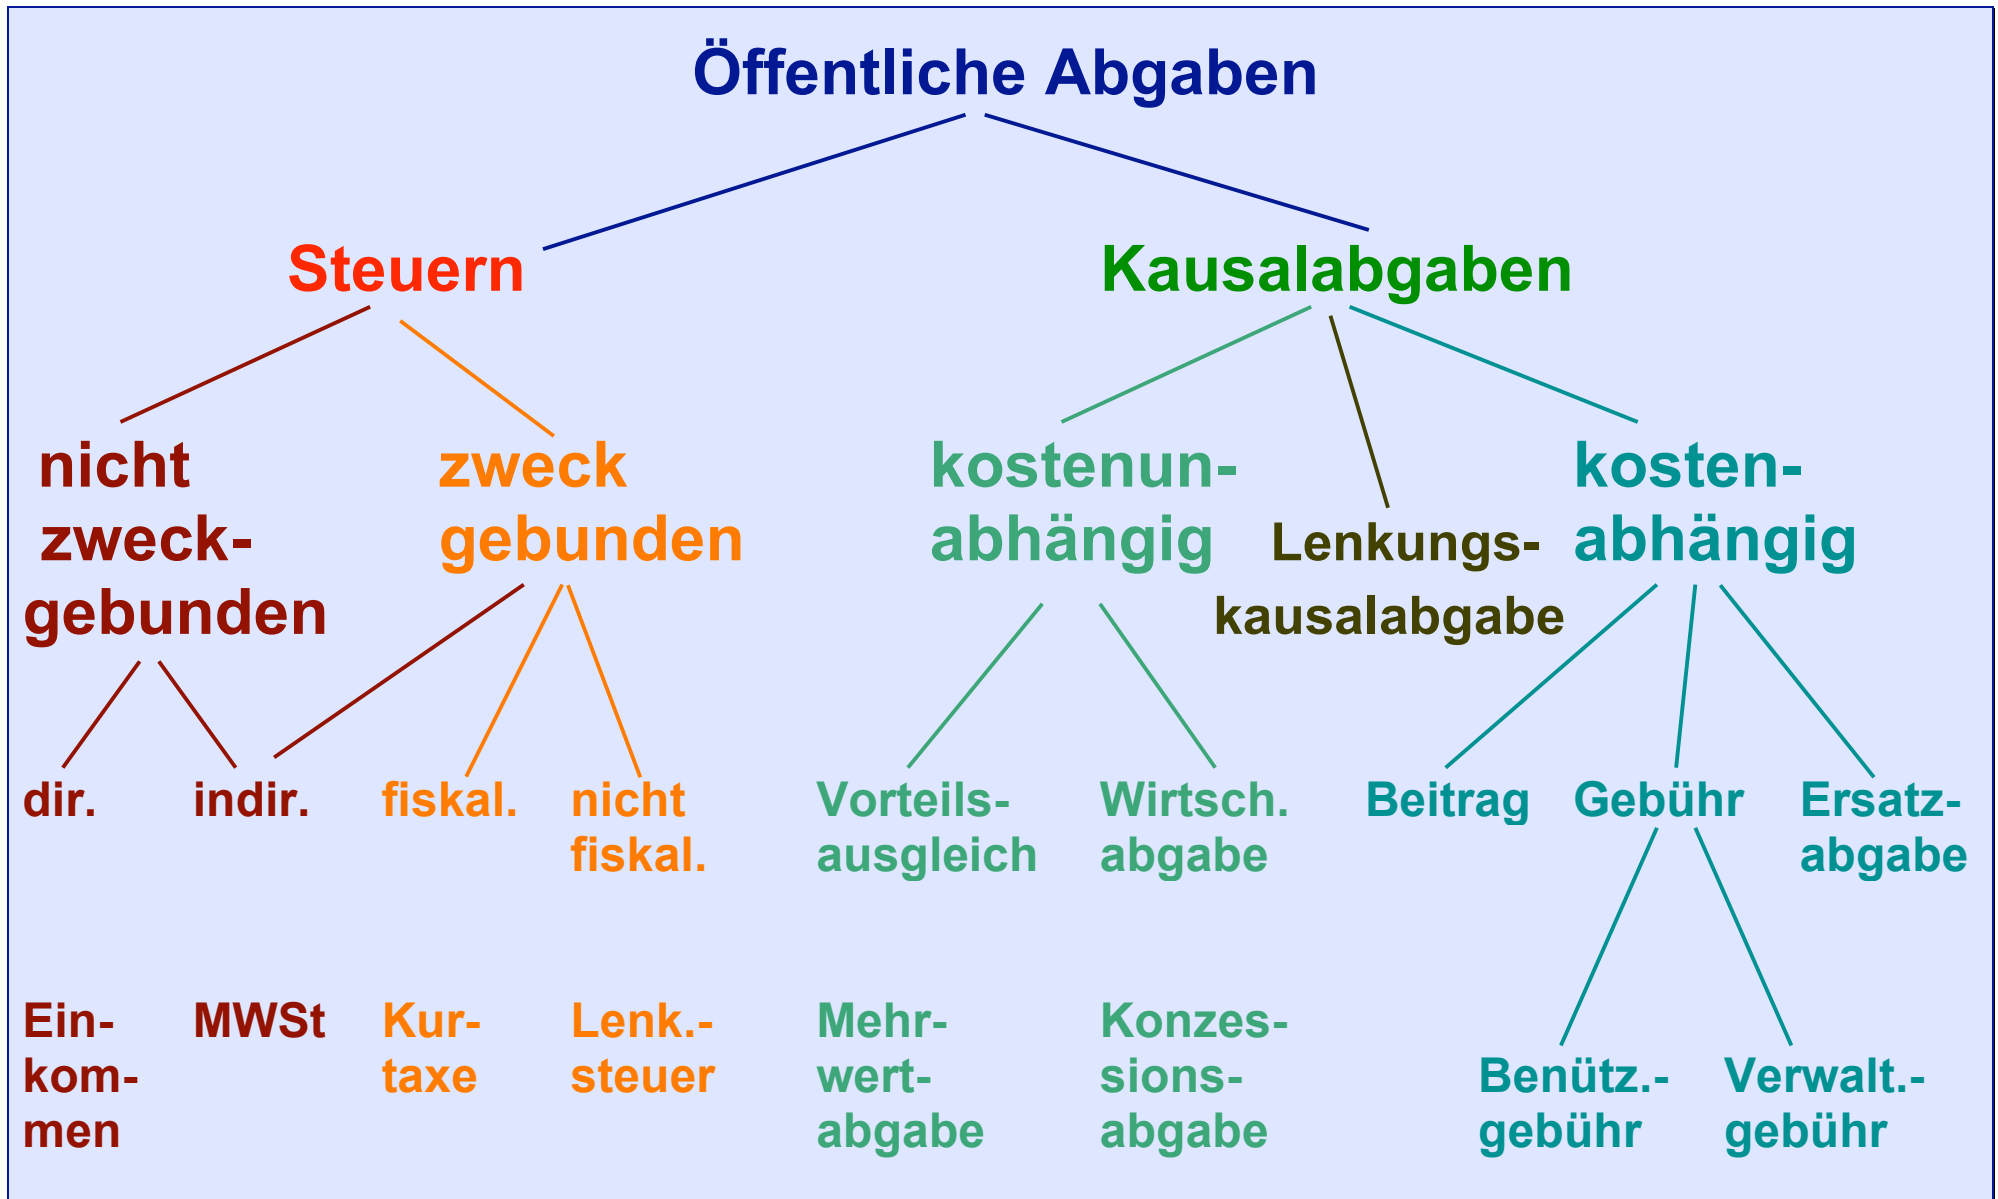 Öffentliche Abgaben
Steuern
Kausalabgaben
nicht
zweck-
gebunden
zweck
gebunden
kostenun-
abhängig
Lenkungs-
kausalabgabe
kosten-
abhängig
dir.
indir.
fiskal.
nicht
fiskal.
Vorteils-
ausgleich
Wirtsch.
abgabe
Beitrag
Gebühr
Ersatz-
abgabe
Ein-
kom-
men
MWSt
Kur-
taxe
Lenk.-
steuer
Mehr-
wert-
abgabe
Konzes-
sions-
abgabe
Benütz.-
gebühr
Verwalt.-
gebühr